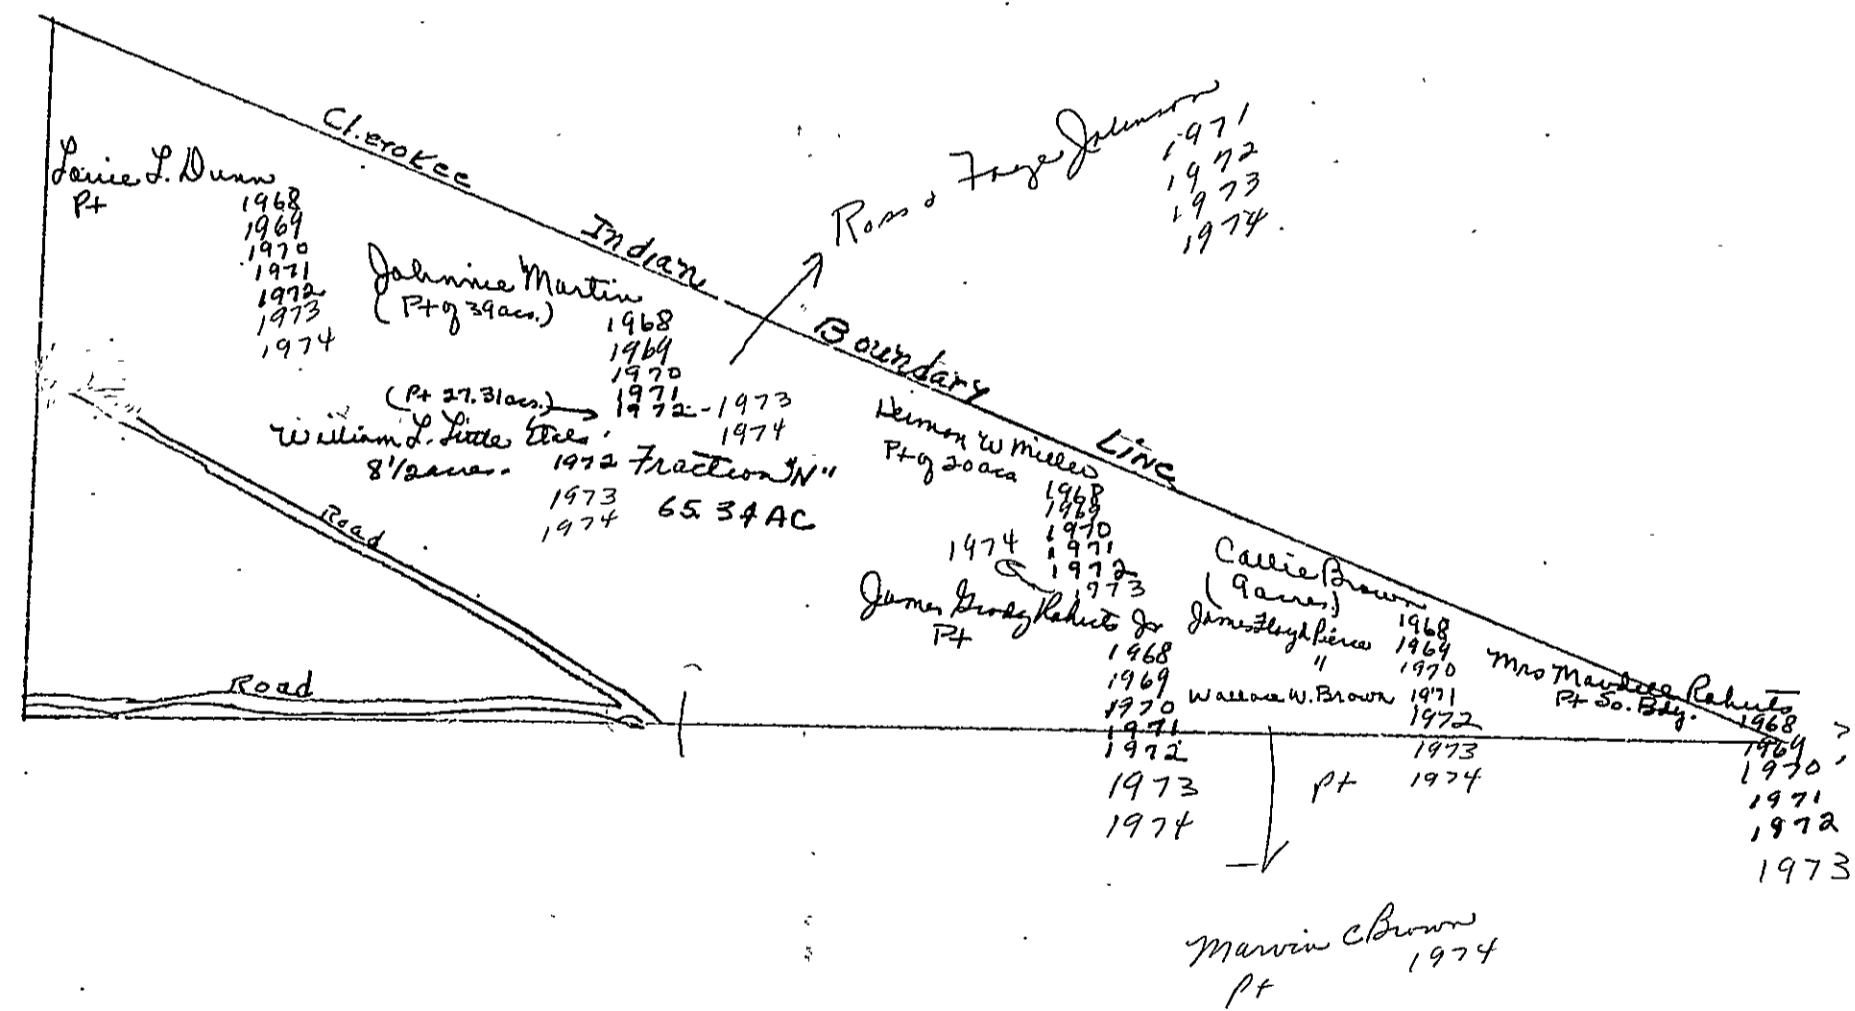 Cherokee Indian Boundary Line
Ross & Faye Johnson
1971
1972
1973
1974
L. Dunn
Pt
1968
1969
1970
1971
1972
1973
1974
Johnnie Martin
(Pt of 39 acs.)
1968
1969
1970
1971
(Pt 27.31 acs.) 1972 - 1973
1974
William L. Little Etals.
8 1/2 acres.
1972
1973
1974
Fraction "N"
65.34 AC
Herman W Miller
Pt of 20 acs
1968
1969
1970
1971
1972
1973
1974
James Grady Roberts Jr
Pt
1968
1969
1970
1971
1972
1973
1974
Callie Brown
(9 acres)
1968
James Floyd Pierce 1969
" 1970
Wallace W. Brown 1971
1972
1973
Pt 1974
Mrs Roberts
Pt So. Bdy.
1968
1969
1970
1971
1972
1973
Road
Road
Marvin C Brown
1974
Pt